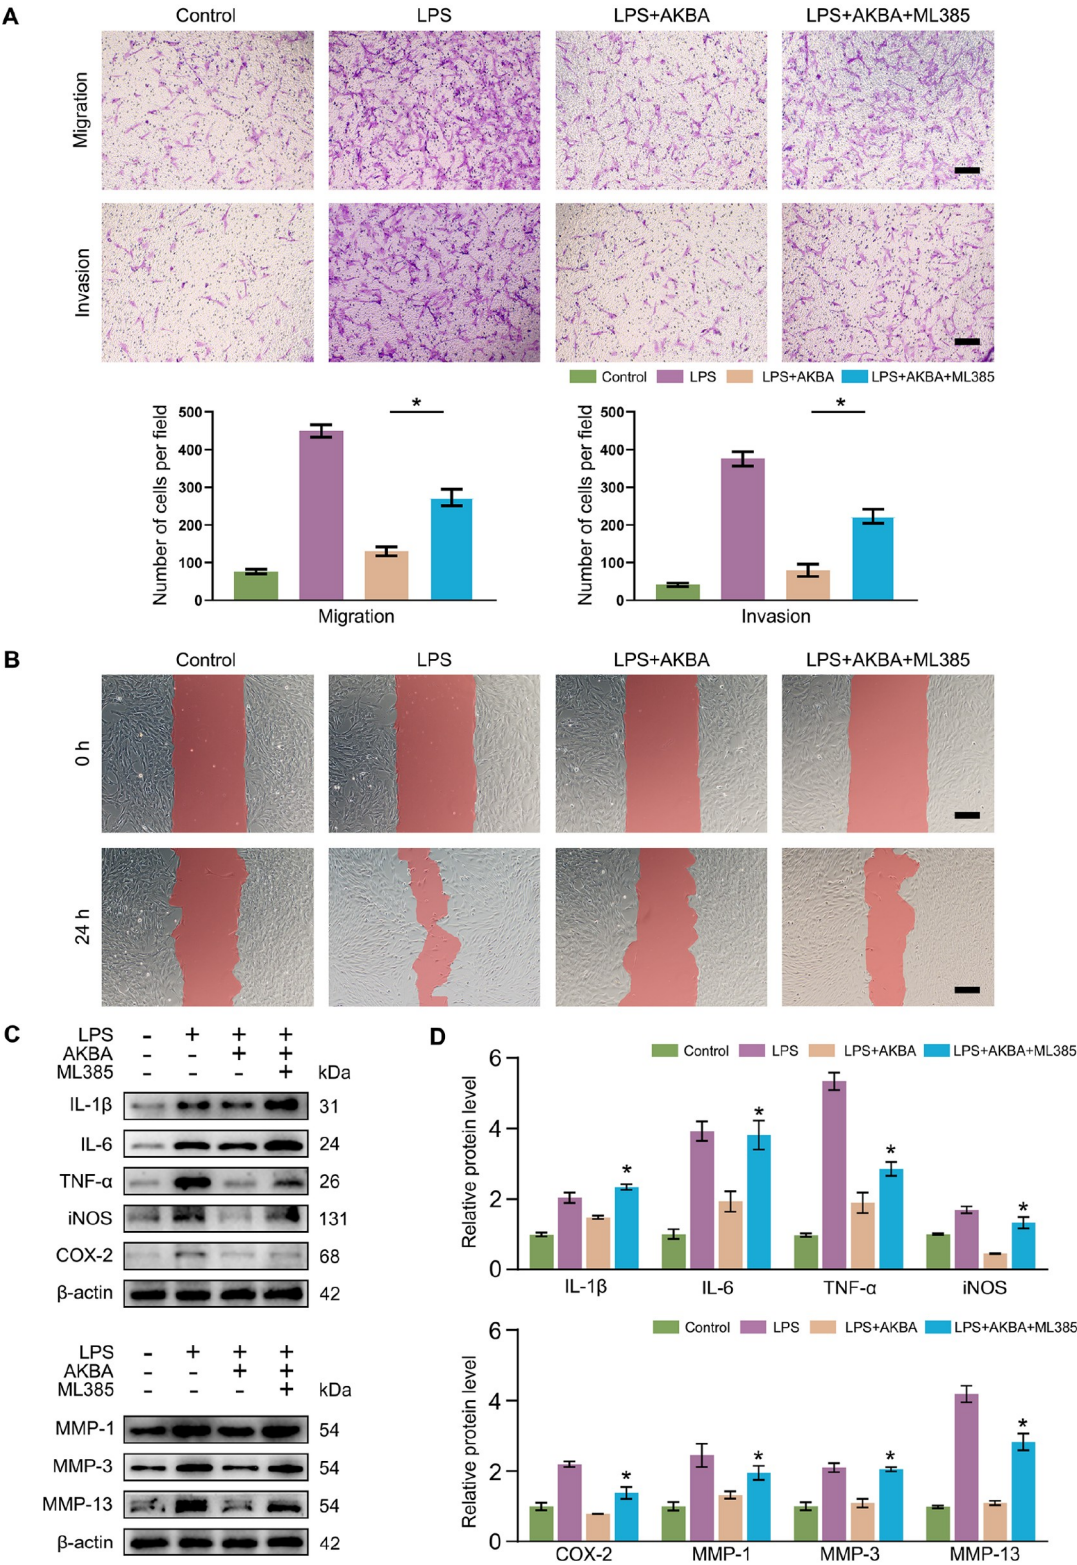 A
Control LPS LPS+AKBA LPS+AKBA+ML385
Migration
Invasion
Control LPS LPS+AKBA LPS+AKBA+ML385
Number of cells per field
500
400
300
200
100
0
*
Migration
Number of cells per field
500
400
300
200
100
0
*
Invasion
B
Control LPS LPS+AKBA LPS+AKBA+ML385
0 h
24 h
C
LPS - + + +
AKBA - - + +
ML385 - - - + kDa
IL-1β 31
IL-6 24
TNF-α 26
iNOS 131
COX-2 68
β-actin 42
LPS - + + +
AKBA - - + +
ML385 - - - + kDa
MMP-1 54
MMP-3 54
MMP-13 54
β-actin 42
D
Control LPS LPS+AKBA LPS+AKBA+ML385
Relative protein level
6
4
2
0
* * * *
IL-1β IL-6 TNF-α iNOS
Control LPS LPS+AKBA LPS+AKBA+ML385
Relative protein level
6
4
2
0
* * * *
COX-2 MMP-1 MMP-3 MMP-13